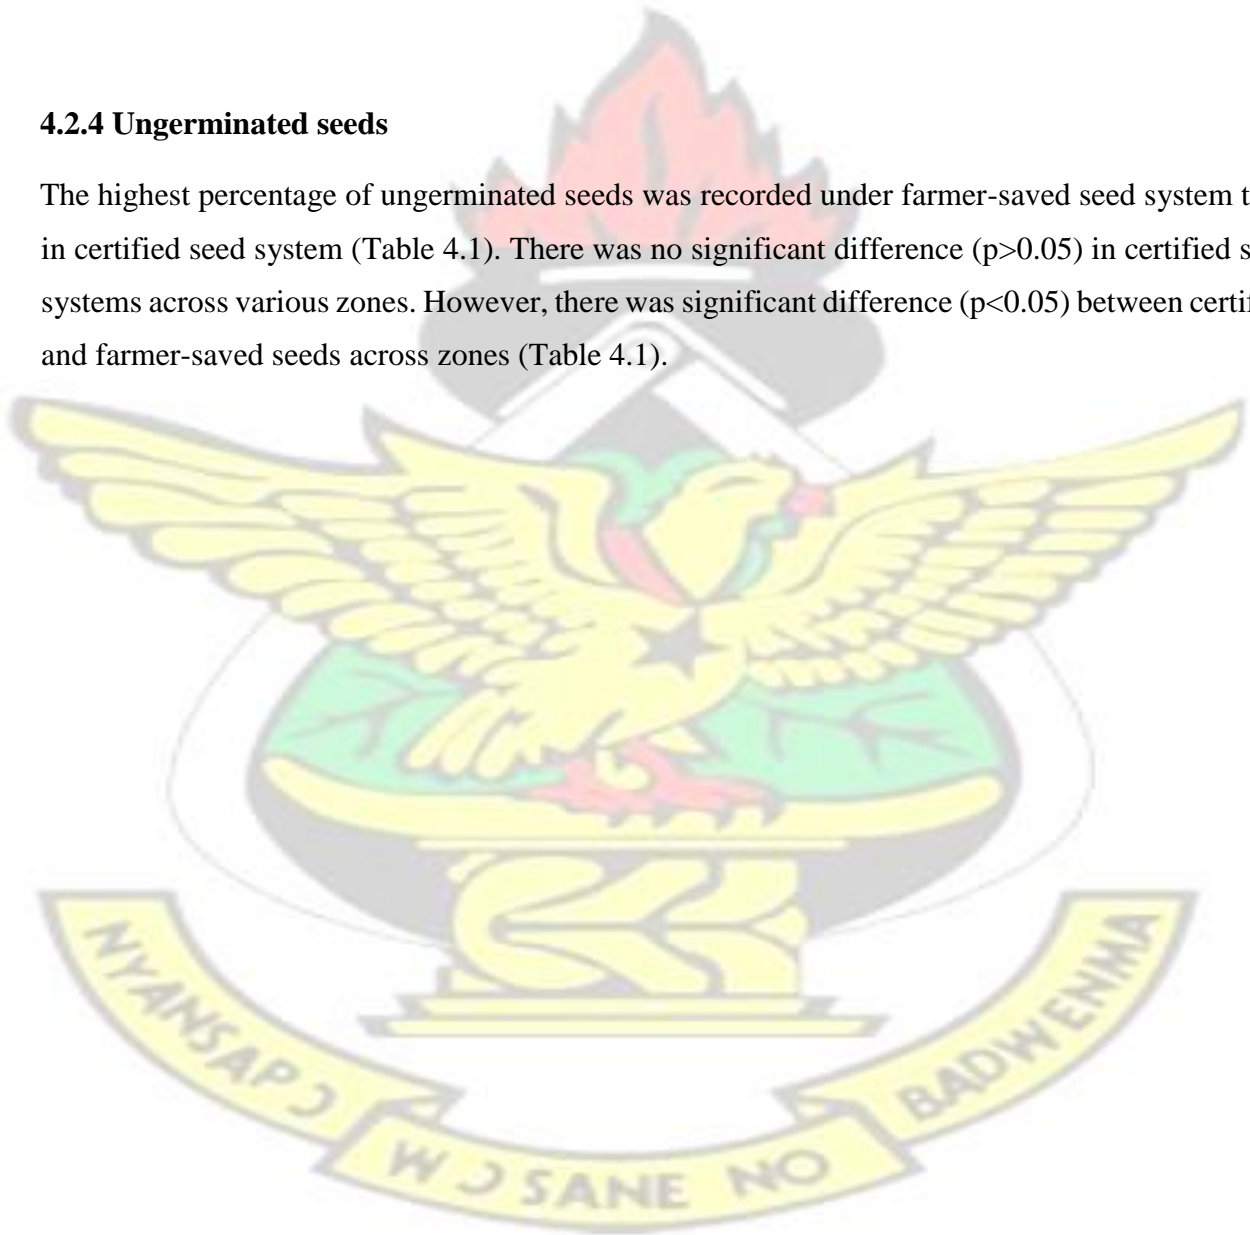 4.2.4 Ungerminated seeds
The highest percentage of ungerminated seeds was recorded under farmer-saved seed system
in certified seed system (Table 4.1). There was no significant difference (p>0.05) in certified
systems across various zones. However, there was significant difference (p<0.05) between
and farmer-saved seeds across zones (Table 4.1).
NYANSAPƆ
WƆ SANE NO
BADWENMA